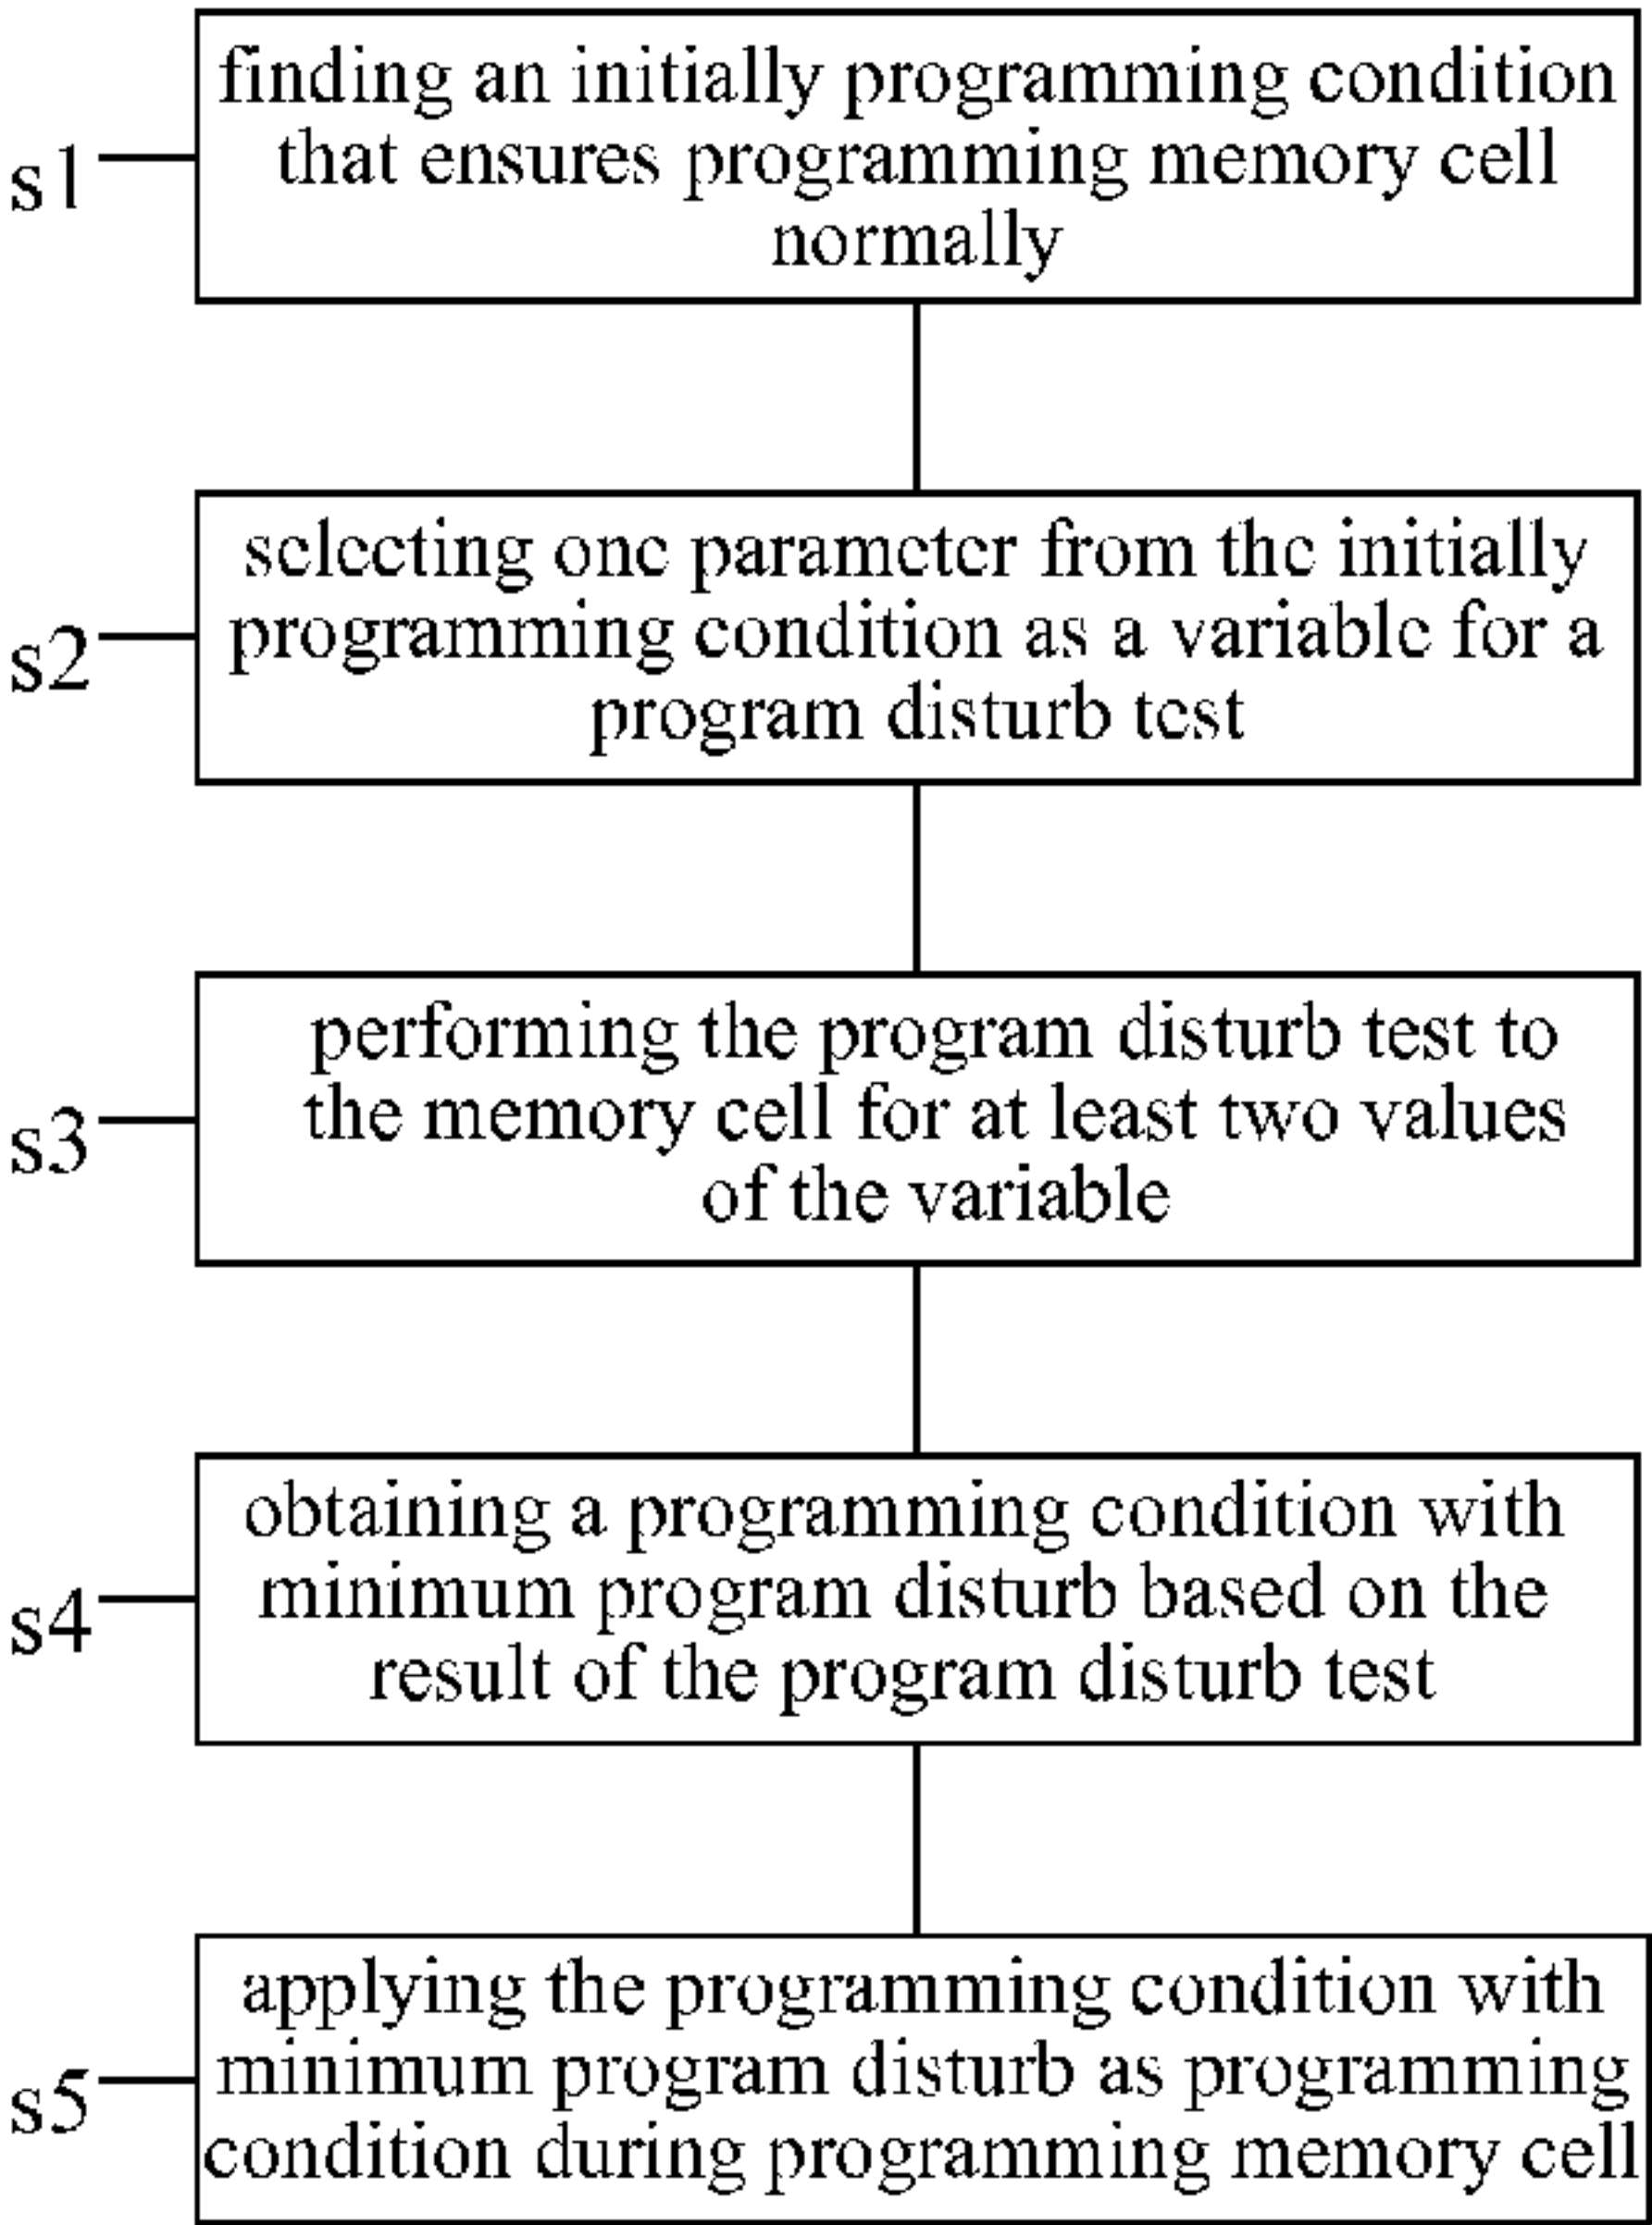 finding an initially programming condition
that ensures programming memory cell
s1
normally
selecting one parameter from the initially
programming condition as a variable for a
s2
program disturb test
performing the program disturb test to
the memory cell for at least two values
s3
of the variable
obtaining a programming condition with
minimum program disturb based on the
s4
result of the program disturb test
applying the programming condition with
minimum program disturb as programming
s5
condition during programming memory cell